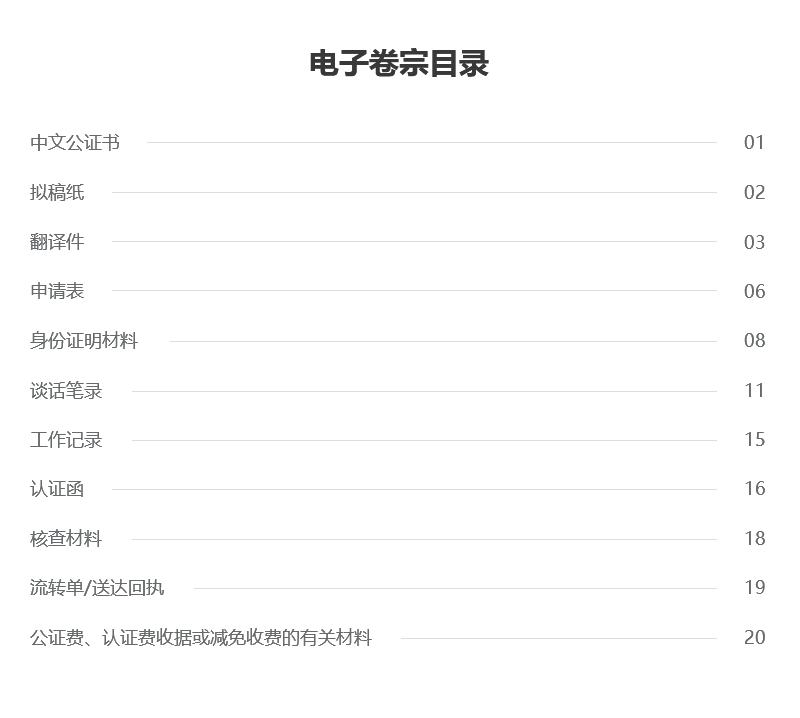 电子卷宗目录
中文公证书 01
拟稿纸 02
翻译件 03
申请表 06
身份证明材料 08
谈话笔录 11
工作记录 15
认证函 16
核查材料 18
流转单/送达回执 19
公证费、认证费收据或减免收费的有关材料 20